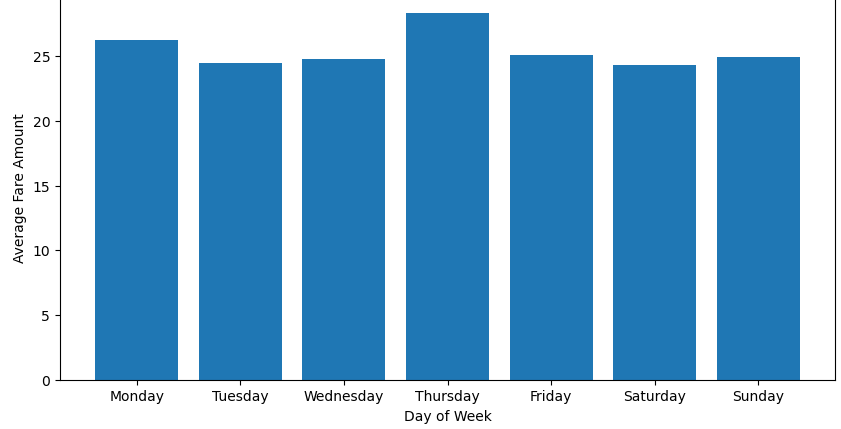 25
20
15
10
5
0
Average Fare Amount
Monday Tuesday Wednesday Thursday Friday Saturday Sunday
Day of Week